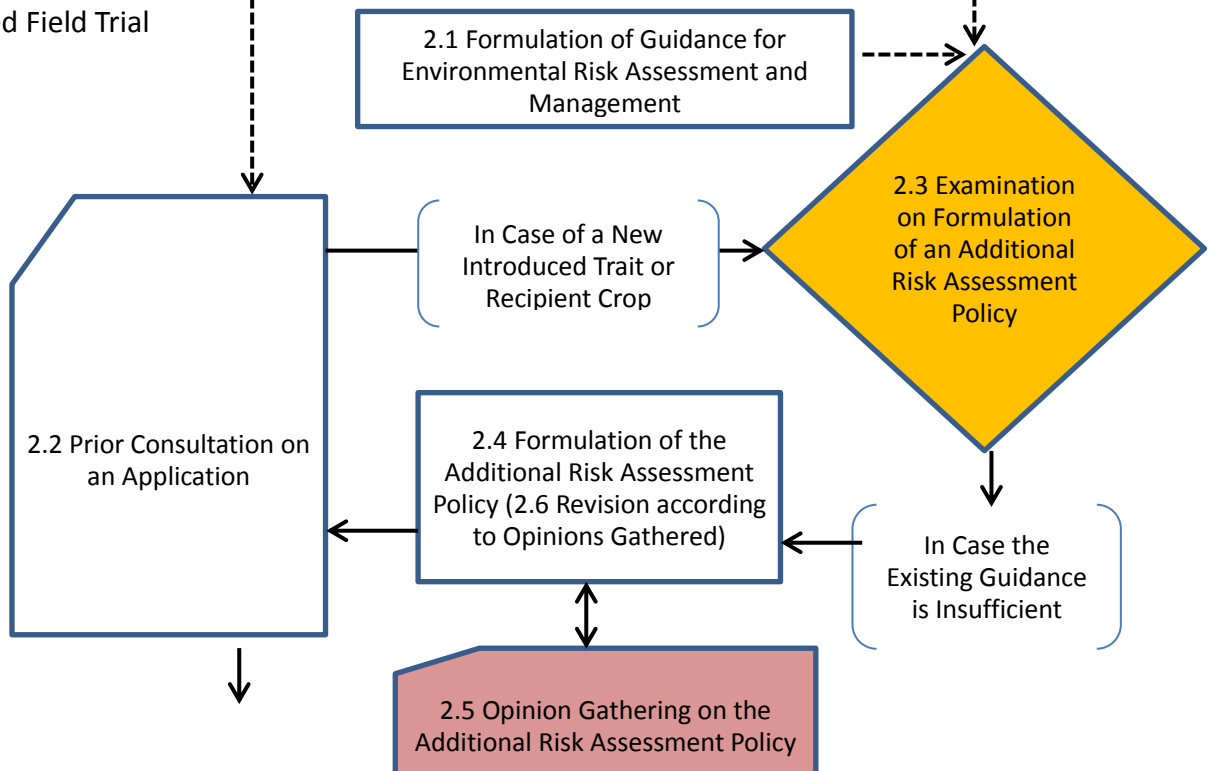 ed Field Trial
2.1 Formulation of Guidance for
Environmental Risk Assessment and
Management
2.3 Examination
on Formulation
of an Additional
Risk Assessment
Policy
In Case of a New
Introduced Trait or
Recipient Crop
2.2 Prior Consultation on
an Application
2.4 Formulation of the
Additional Risk Assessment
Policy (2.6 Revision according
to Opinions Gathered)
In Case the
Existing Guidance
is Insufficient
2.5 Opinion Gathering on the
Additional Risk Assessment Policy